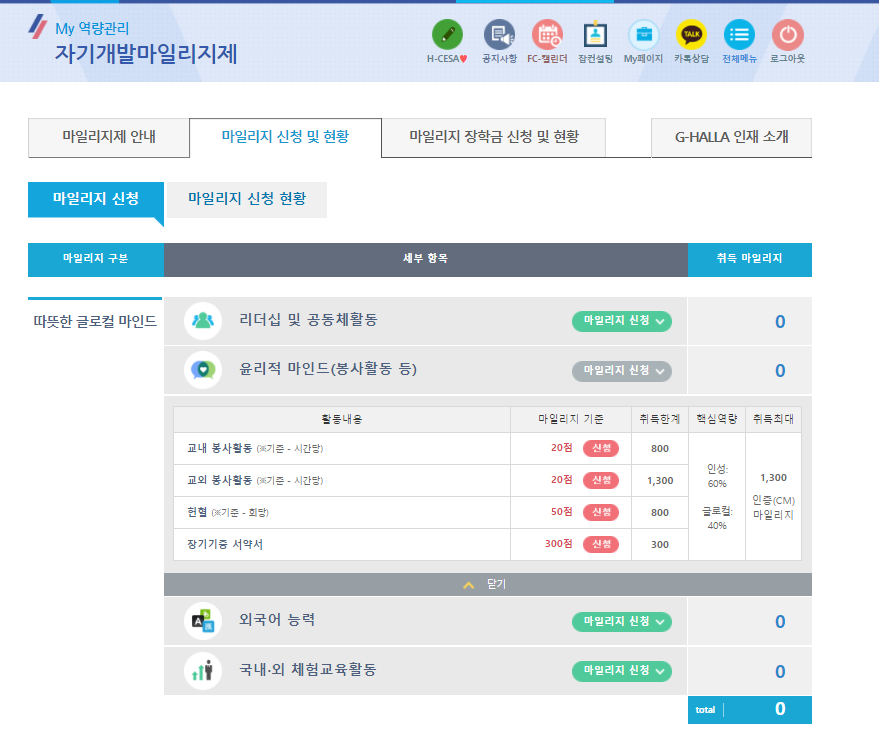 My 역량관리
자기개발마일리지제
H-CESA♥ 공지사항 FC-캘린더 잡컨설팅 My페이지 TALK 카톡상담 전체메뉴 로그아웃
마일리지제 안내 마일리지 신청 및 현황 마일리지 장학금 신청 및 현황 G-HALLA 인재 소개
마일리지 신청 마일리지 신청 현황
마일리지 구분 세부 항목 취득 마일리지
따뜻한 글로컬 마인드 리더십 및 공동체활동 마일리지 신청 0
윤리적 마인드(봉사활동 등) 마일리지 신청 0
활동내용 마일리지 기준 취득한계 핵심역량 취득최대
교내 봉사활동 (※기준 - 시간당) 20점 신청 800
교외 봉사활동 (※기준 - 시간당) 20점 신청 1,300
헌혈 (※기준 - 회당) 50점 신청 800
장기기증 서약서 300점 신청 300
인성:
60%
글로컬:
40%
1,300
인증(CM)
마일리지
닫기
외국어 능력 마일리지 신청 0
국내·외 체험교육활동 마일리지 신청 0
total 0